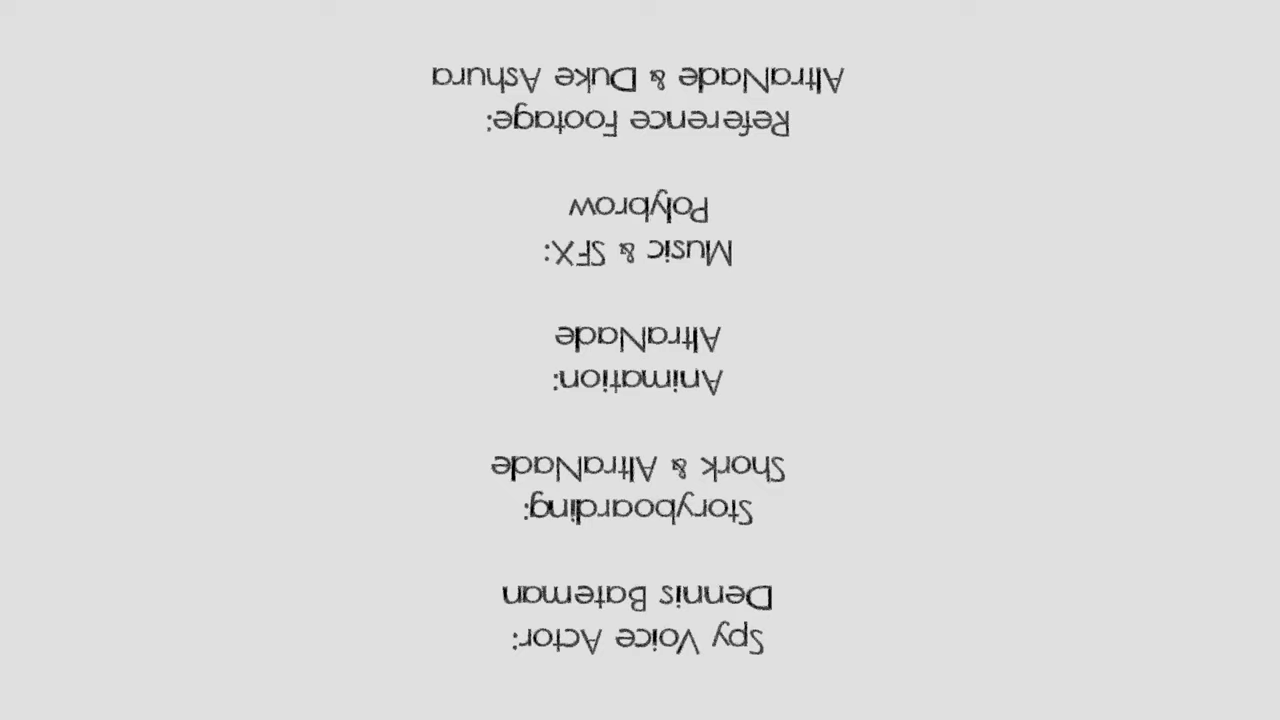 Spy Voice Actor:
Dennis Bateman
Storyboarding:
Shork & AltraNade
Animation:
AltraNade
Music & SFX:
Polybrow
Reference Footage:
AltraNade & Duke Ashura